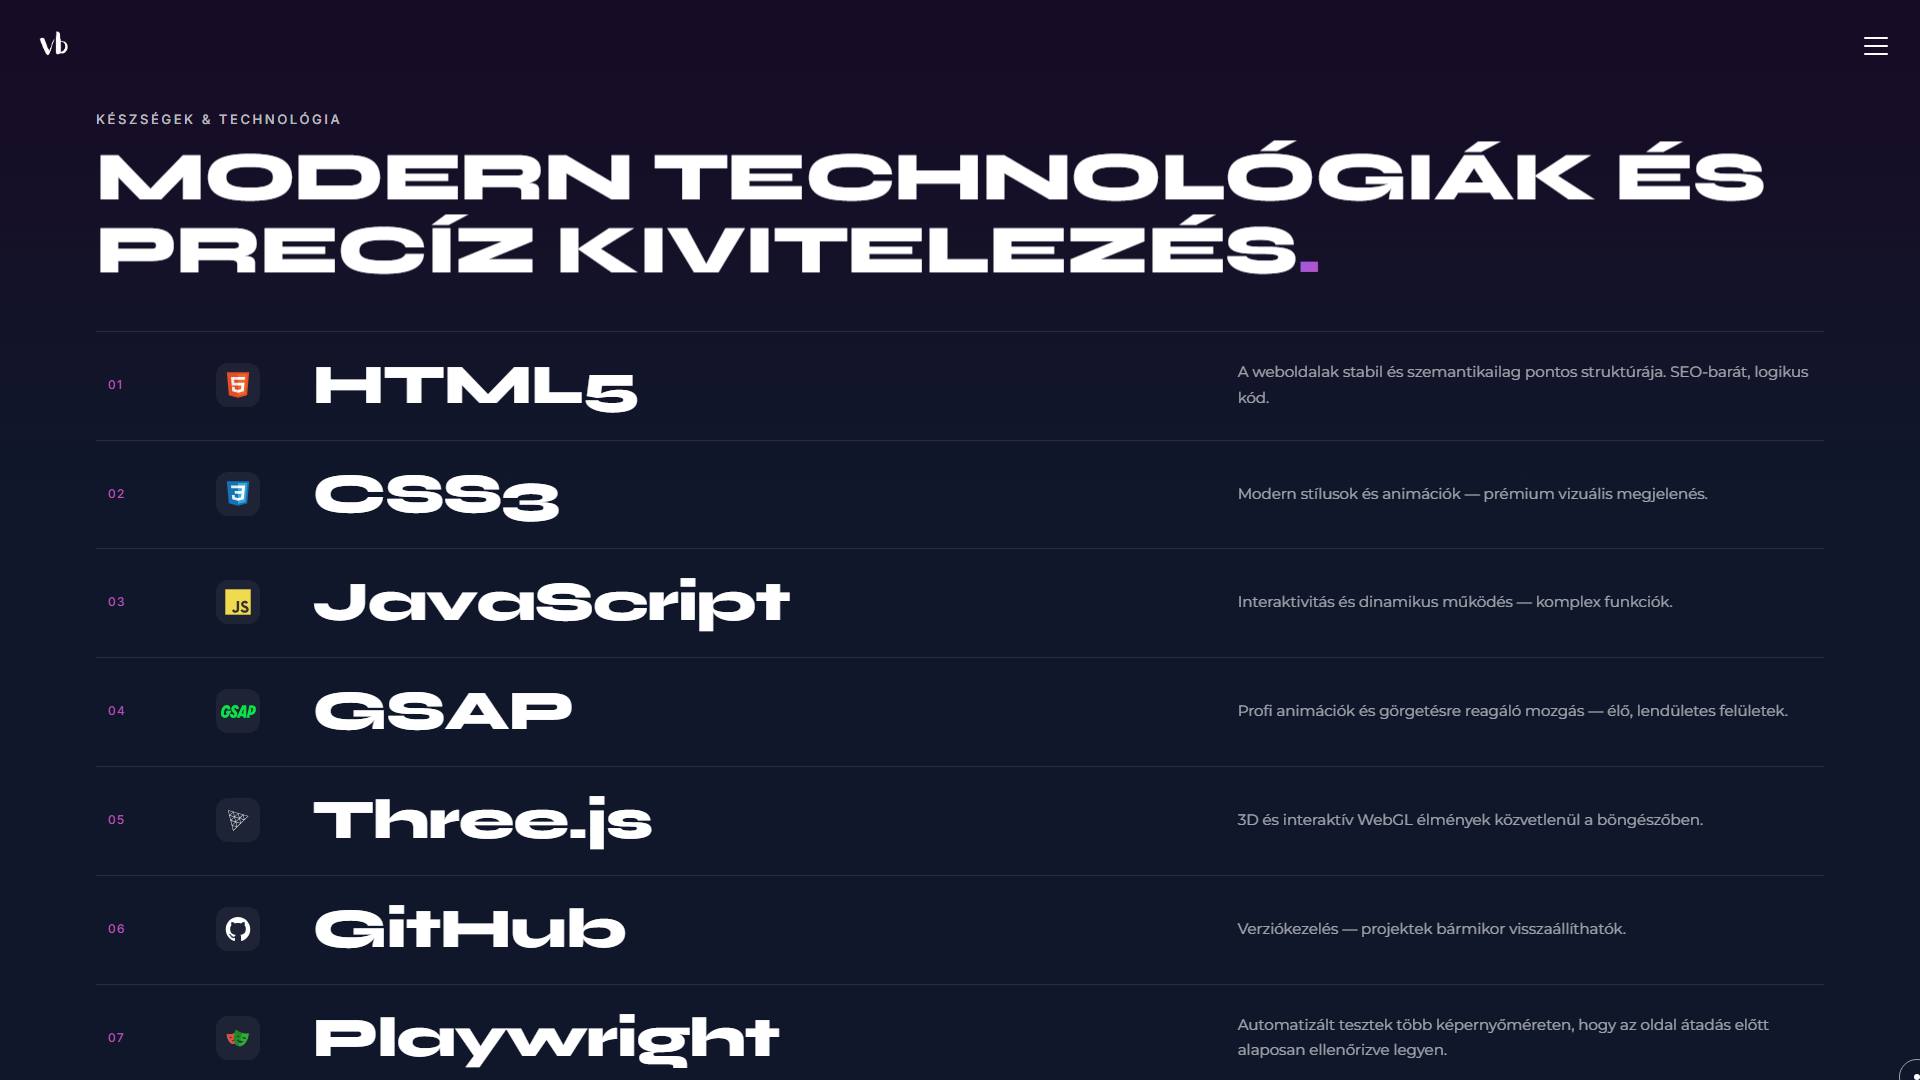 vb
KÉSZSÉGEK & TECHNOLÓGIA
MODERN TECHNOLÓGIÁK ÉS
PRECÍZ KIVITELEZÉS.
01
5
HTML5
A weboldalak stabil és szemantikailag pontos struktúrája. SEO-barát, logikus
kód.
02
3
CSS3
Modern stílusok és animációk — prémium vizuális megjelenés.
03
JS
JavaScript
Interaktivitás és dinamikus működés — komplex funkciók.
04
GSAP
GSAP
Profi animációk és görgetésre reagáló mozgás — élő, lendületes felületek.
05
Three.js
3D és interaktív WebGL élmények közvetlenül a böngészőben.
06
GitHub
Verziókezelés — projektek bármikor visszaállíthatók.
07
Playwright
Automatizált tesztek több képernyőméreten, hogy az oldal átadás előtt
alaposan ellenőrizve legyen.